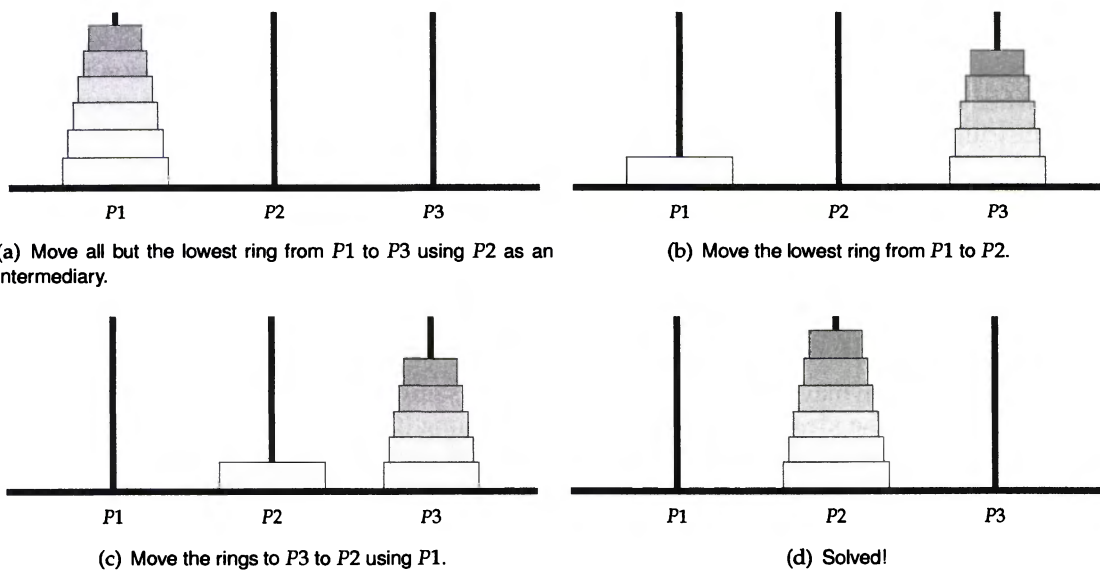 P1 P2 P3
P1 P2 P3
(a) Move all but the lowest ring from P1 to P3 using P2 as an
ntermediary.
(b) Move the lowest ring from P1 to P2.
P1 P2 P3
P1 P2 P3
(c) Move the rings to P3 to P2 using P1.
(d) Solved!